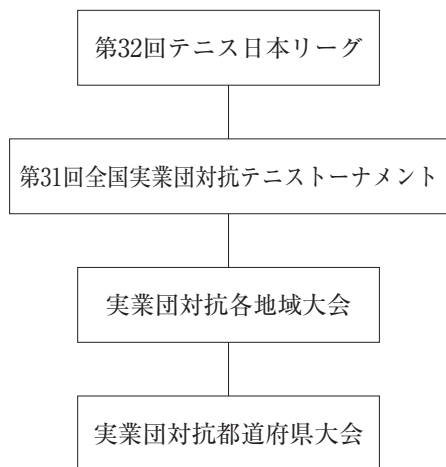 第32回テニス日本リーグ
第31回全国実業団対抗テニストーナメント
実業団対抗各地域大会
実業団対抗都道府県大会